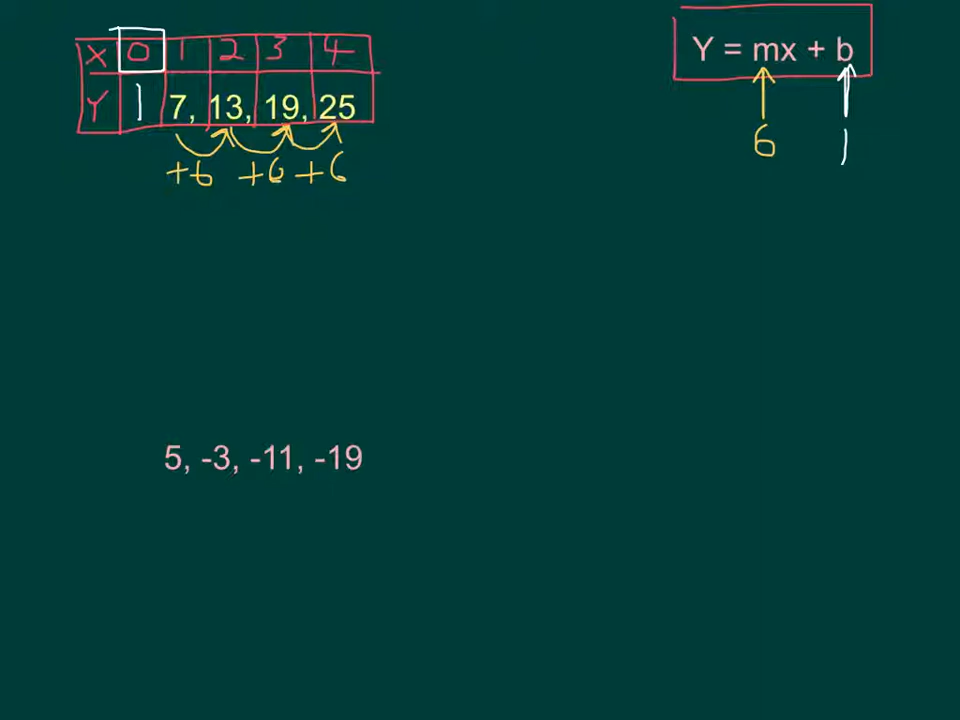 X 0 1 2 3 4
Y 1 7, 13, 19, 25
+6 +6 +6
Y = mx + b
6 1
5, -3, -11, -19